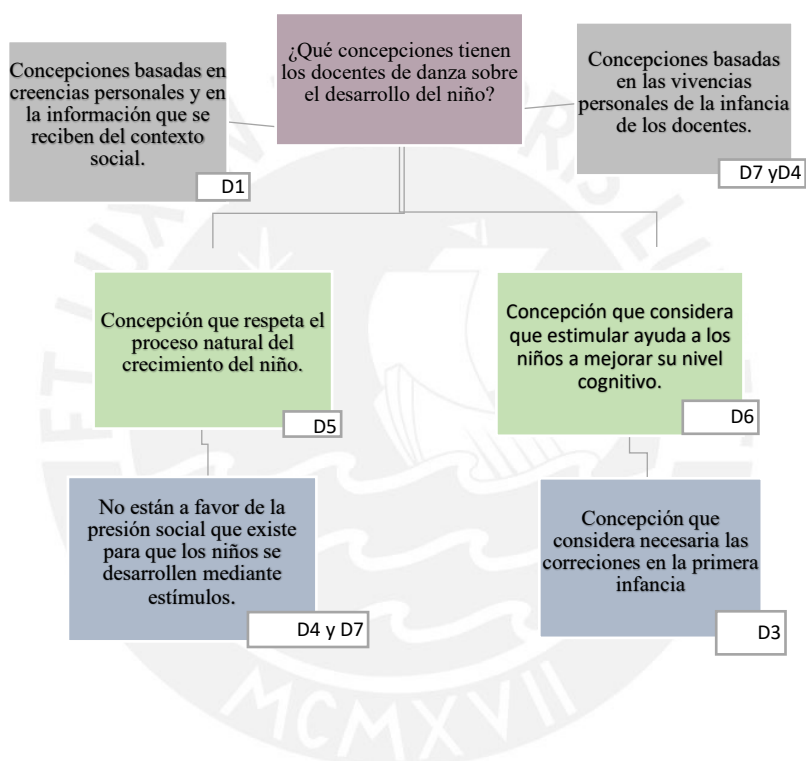 ¿Qué concepciones tienen
los docentes de danza sobre
el desarrollo del niño?
Concepciones basadas en
creencias personales y en
la información que se
reciben del contexto
social.
D1
Concepciones basadas
en las vivencias
personales de la infancia
de los docentes.
D7 yD4
Concepción que respeta el
proceso natural del
crecimiento del niño.
D5
Concepción que considera
que estimular ayuda a los
niños a mejorar su nivel
cognitivo.
D6
No están a favor de la
presión social que existe
para que los niños se
desarrollen mediante
estímulos.
D4 y D7
Concepción que
considera necesaria las
correciones en la primera
infancia
D3
MCMXVII